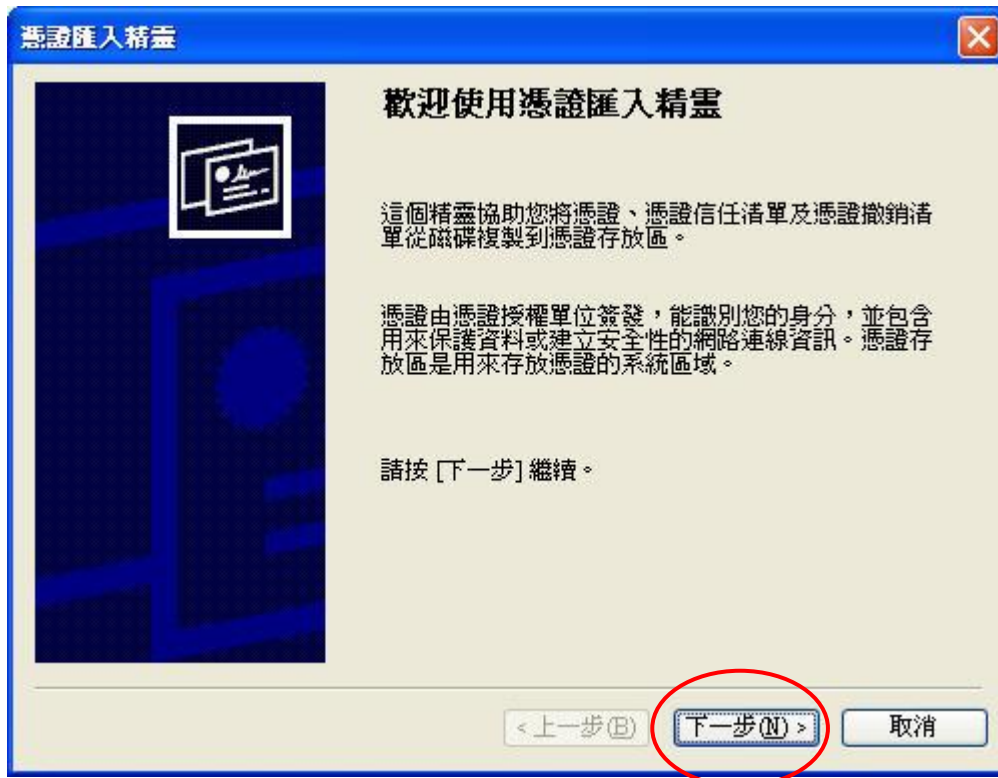 憑證匯入精靈
歡迎使用憑證匯入精靈
這個精靈協助您將憑證、憑證信任清單及憑證撤銷清
單從磁碟複製到憑證存放區。
憑證由憑證授權單位簽發，能識別您的身分，並包含
用來保護資料或建立安全性的網路連線資訊。憑證存
放區是用來存放憑證的系統區域。
請按 [下一步] 繼續。
< 上一步(B)
下一步(N) >
取消